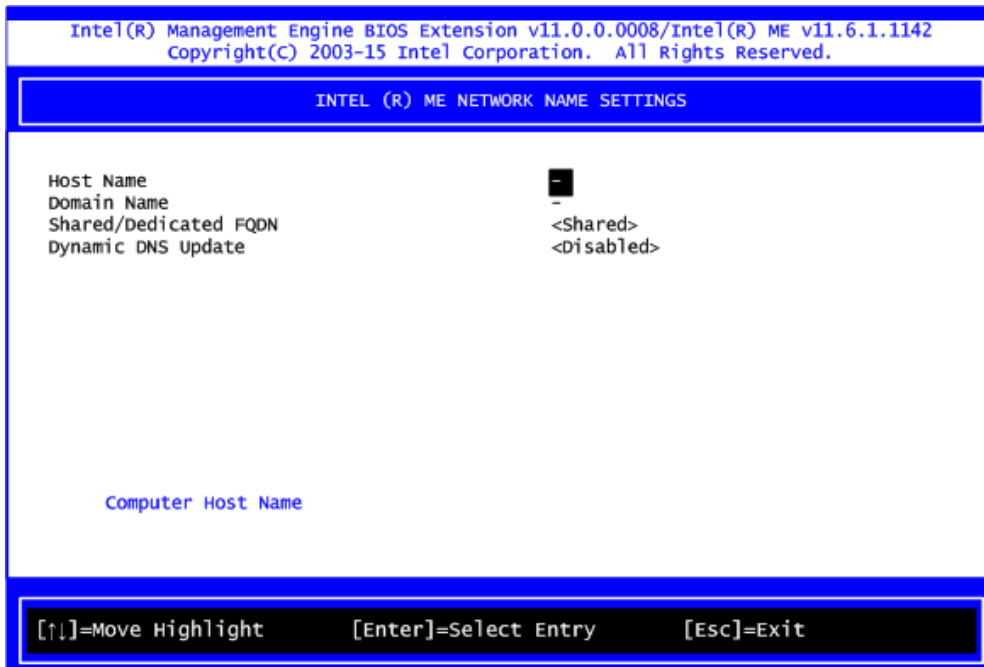 Intel(R) Management Engine BIOS Extension v11.0.0.0008/Intel(R) ME v11.6.1.1142
Copyright(C) 2003-15 Intel Corporation. All Rights Reserved.
INTEL (R) ME NETWORK NAME SETTINGS
Host Name -
Domain Name -
Shared/Dedicated FQDN <Shared>
Dynamic DNS Update <Disabled>
Computer Host Name
[↑↓]=Move Highlight [Enter]=Select Entry [Esc]=Exit